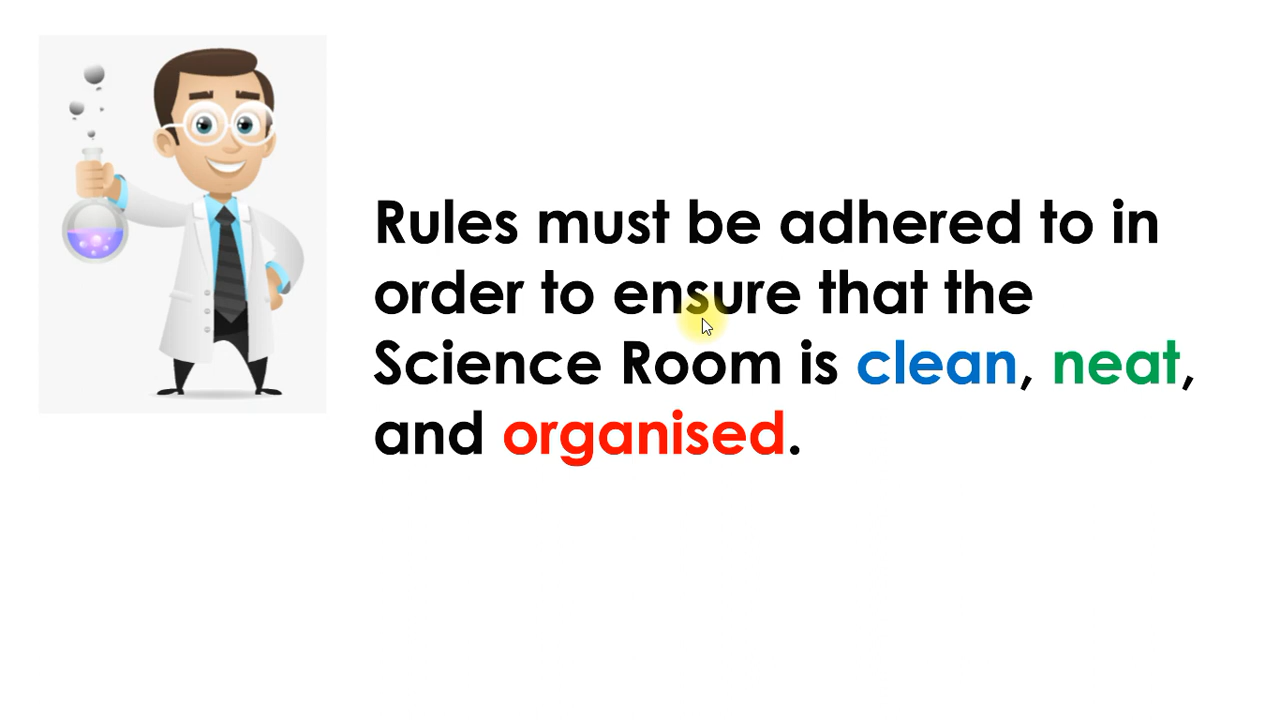 Rules must be adhered to in
order to ensure that the
Science Room is clean, neat,
and organised.